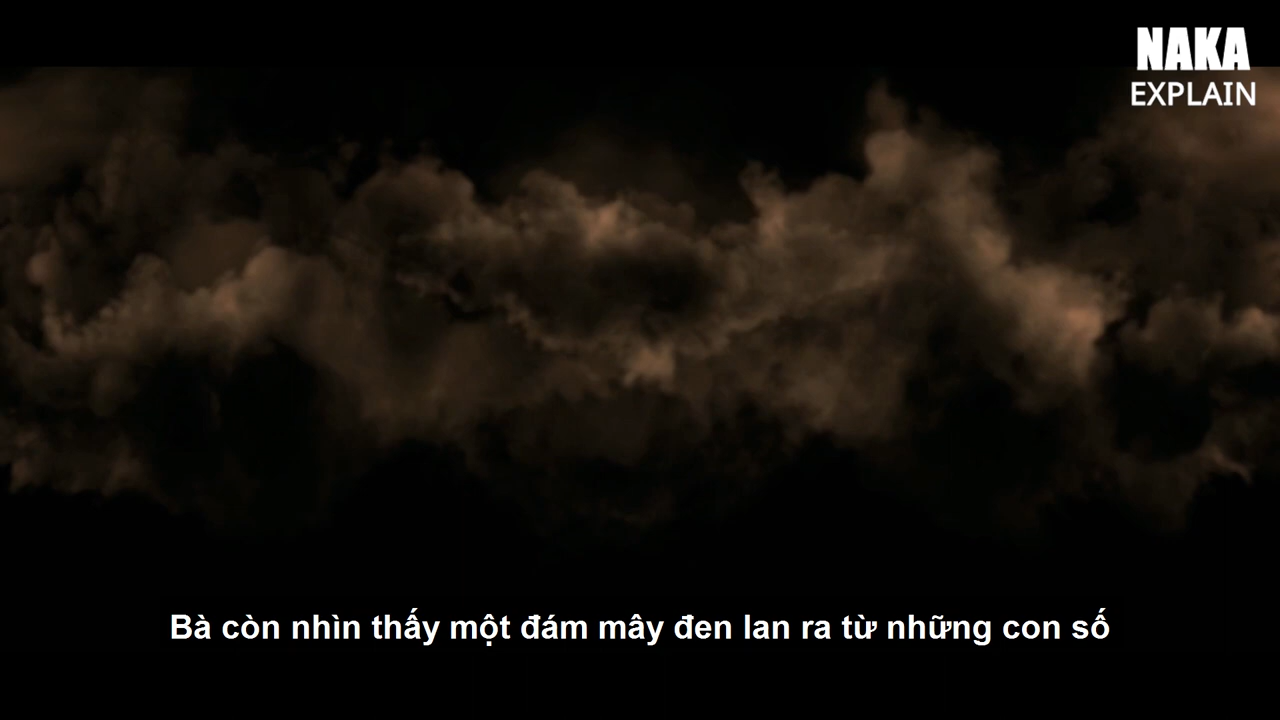 NAKA
EXPLAIN
Bà còn nhìn thấy một đám mây đen lan ra từ những con số